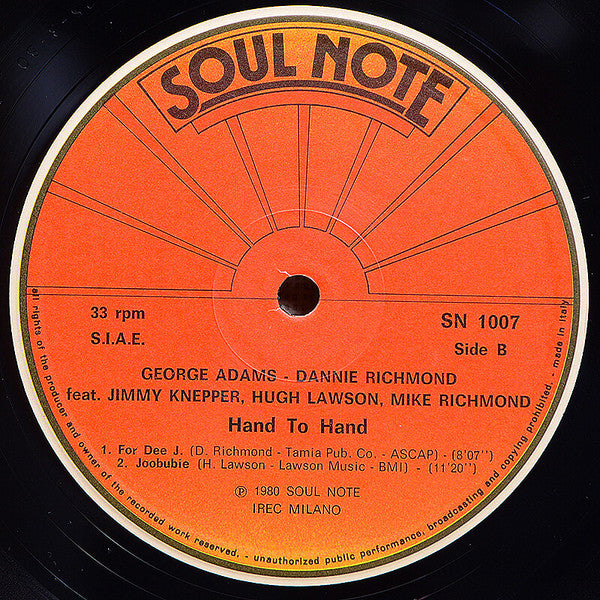 SOUL NOTE
33 rpm
S.I.A.E.
SN 1007
Side B
GEORGE ADAMS - DANNIE RICHMOND
feat. JIMMY KNEPPER, HUGH LAWSON, MIKE RICHMOND
Hand To Hand
1. For Dee J. (D. Richmond - Tamia Pub. Co. - ASCAP) - (8'07'')
2. Joobubie (H. Lawson - Lawson Music - BMI) - (11'20'')
℗ 1980 SOUL NOTE
IREC MILANO
all rights of the producer and owner of the recording work reserved. - unauthorized public performance, broadcasting and copying prohibited. - made in italy